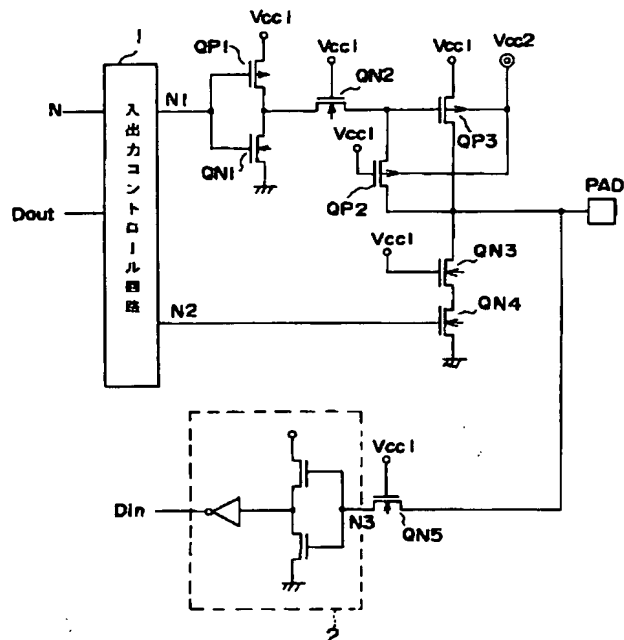 1
Vcc1
QP1
N1
QN1
Vcc1
QN2
Vcc1
Vcc2
QP3
Vcc1
QP2
PAD
N
Dout
入出力コントロール回路
Vcc1
QN3
N2
QN4
Vcc1
Din
N3
QN5
2